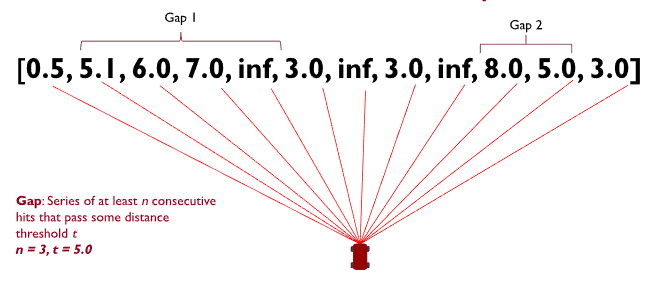 Gap 1
Gap 2
[0.5, 5.1, 6.0, 7.0, inf, 3.0, inf, 3.0, inf, 8.0, 5.0, 3.0]
Gap: Series of at least n consecutive
hits that pass some distance
threshold t
n = 3, t = 5.0